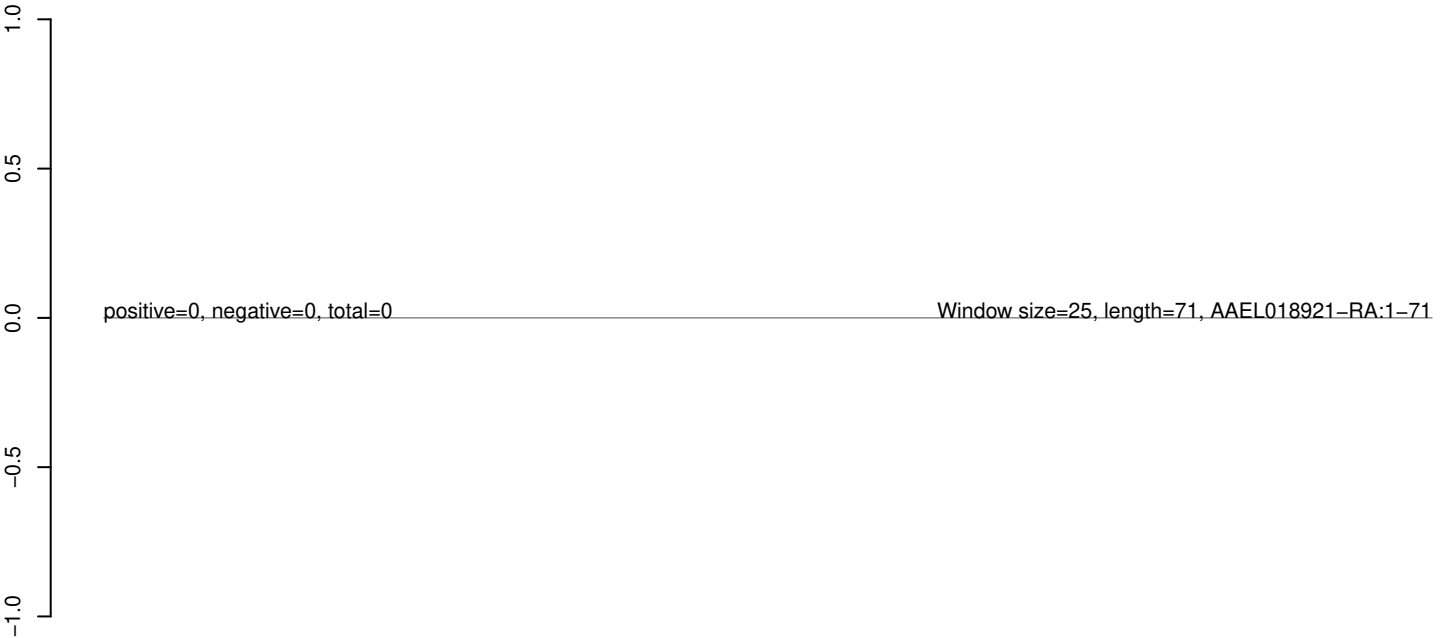 1.0
0.5
0.0
−0.5
−1.0
positive=0, negative=0, total=0
Window size=25, length=71, AAEL018921−RA:1−71